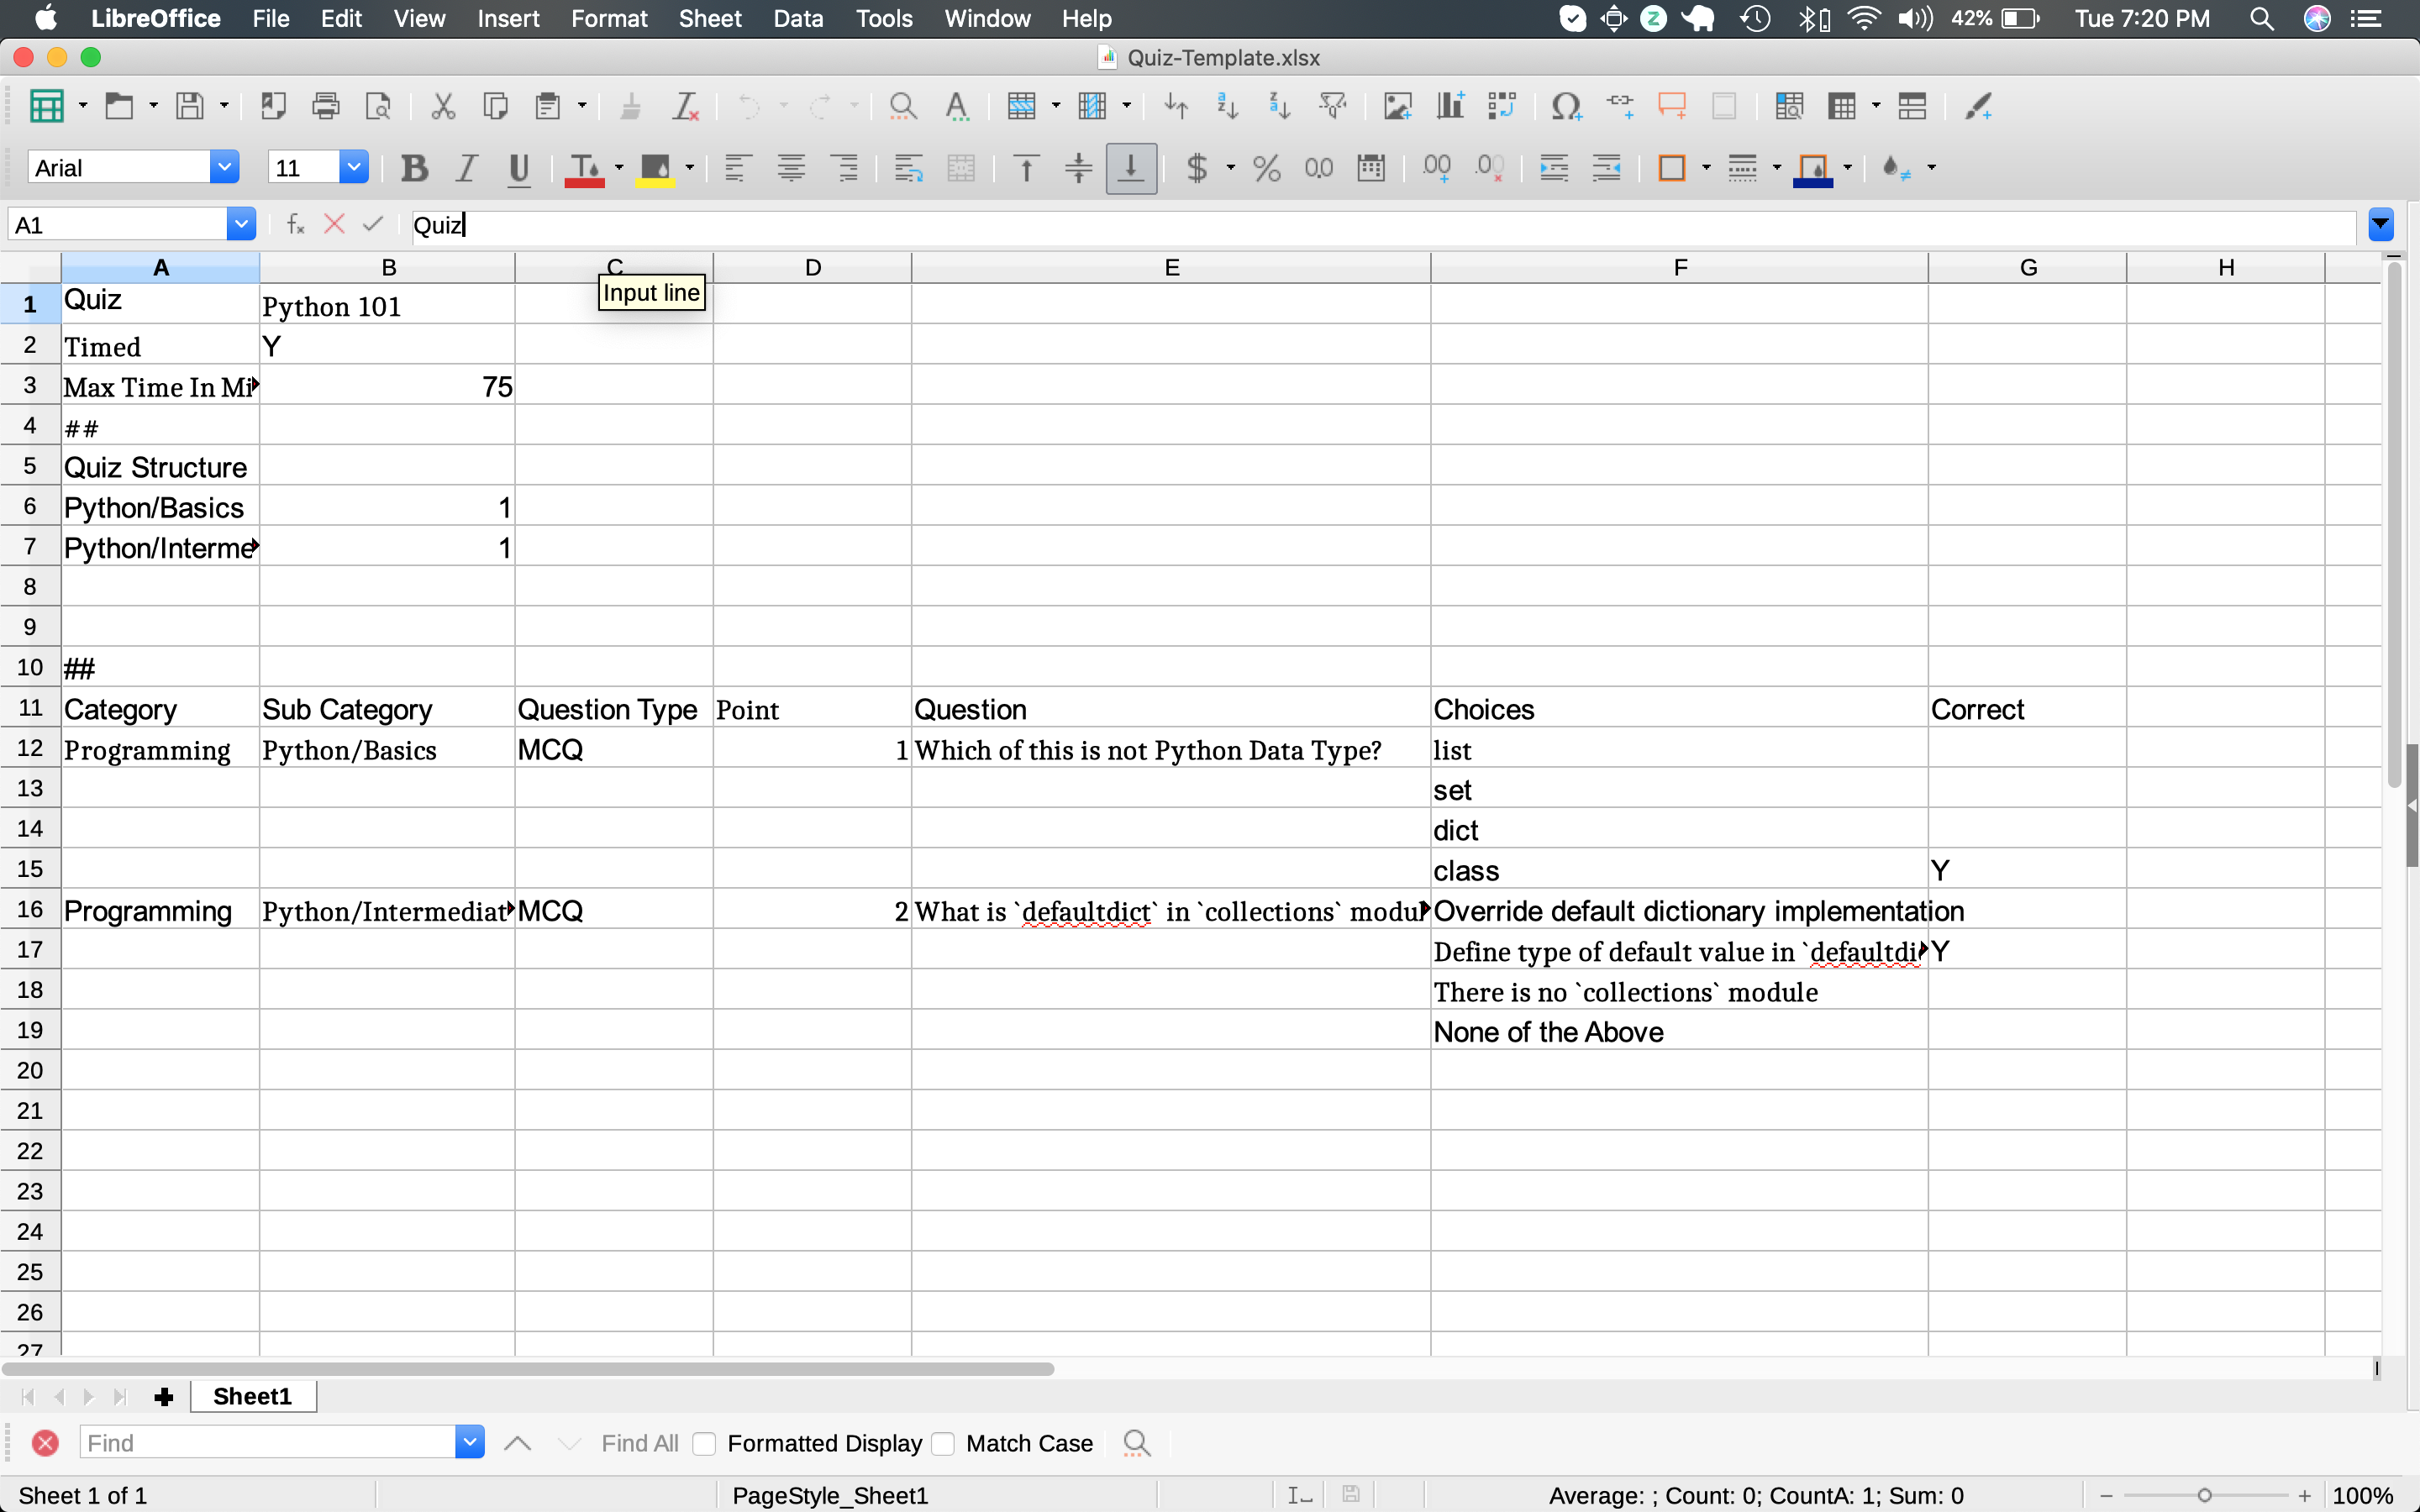 LibreOffice File Edit View Insert Format Sheet Data Tools Window Help 42% Tue 7:20 PM
Quiz-Template.xlsx
Arial 11
A1 Quiz
A B C D E F G H
Input line
1 Quiz Python 101
2 Timed Y
3 Max Time In Mi 75
4 ##
5 Quiz Structure
6 Python/Basics 1
7 Python/Interme 1
8
9
10 ##
11 Category Sub Category Question Type Point Question Choices Correct
12 Programming Python/Basics MCQ 1 Which of this is not Python Data Type? list
13 set
14 dict
15 class Y
16 Programming Python/Intermediat MCQ 2 What is `defaultdict` in `collections` modul Override default dictionary implementation
17 Define type of default value in `defaultdi Y
18 There is no `collections` module
19 None of the Above
20
21
22
23
24
25
26
27
Sheet1
Find Find All Formatted Display Match Case
Sheet 1 of 1 PageStyle_Sheet1 Average: ; Count: 0; CountA: 1; Sum: 0 100%